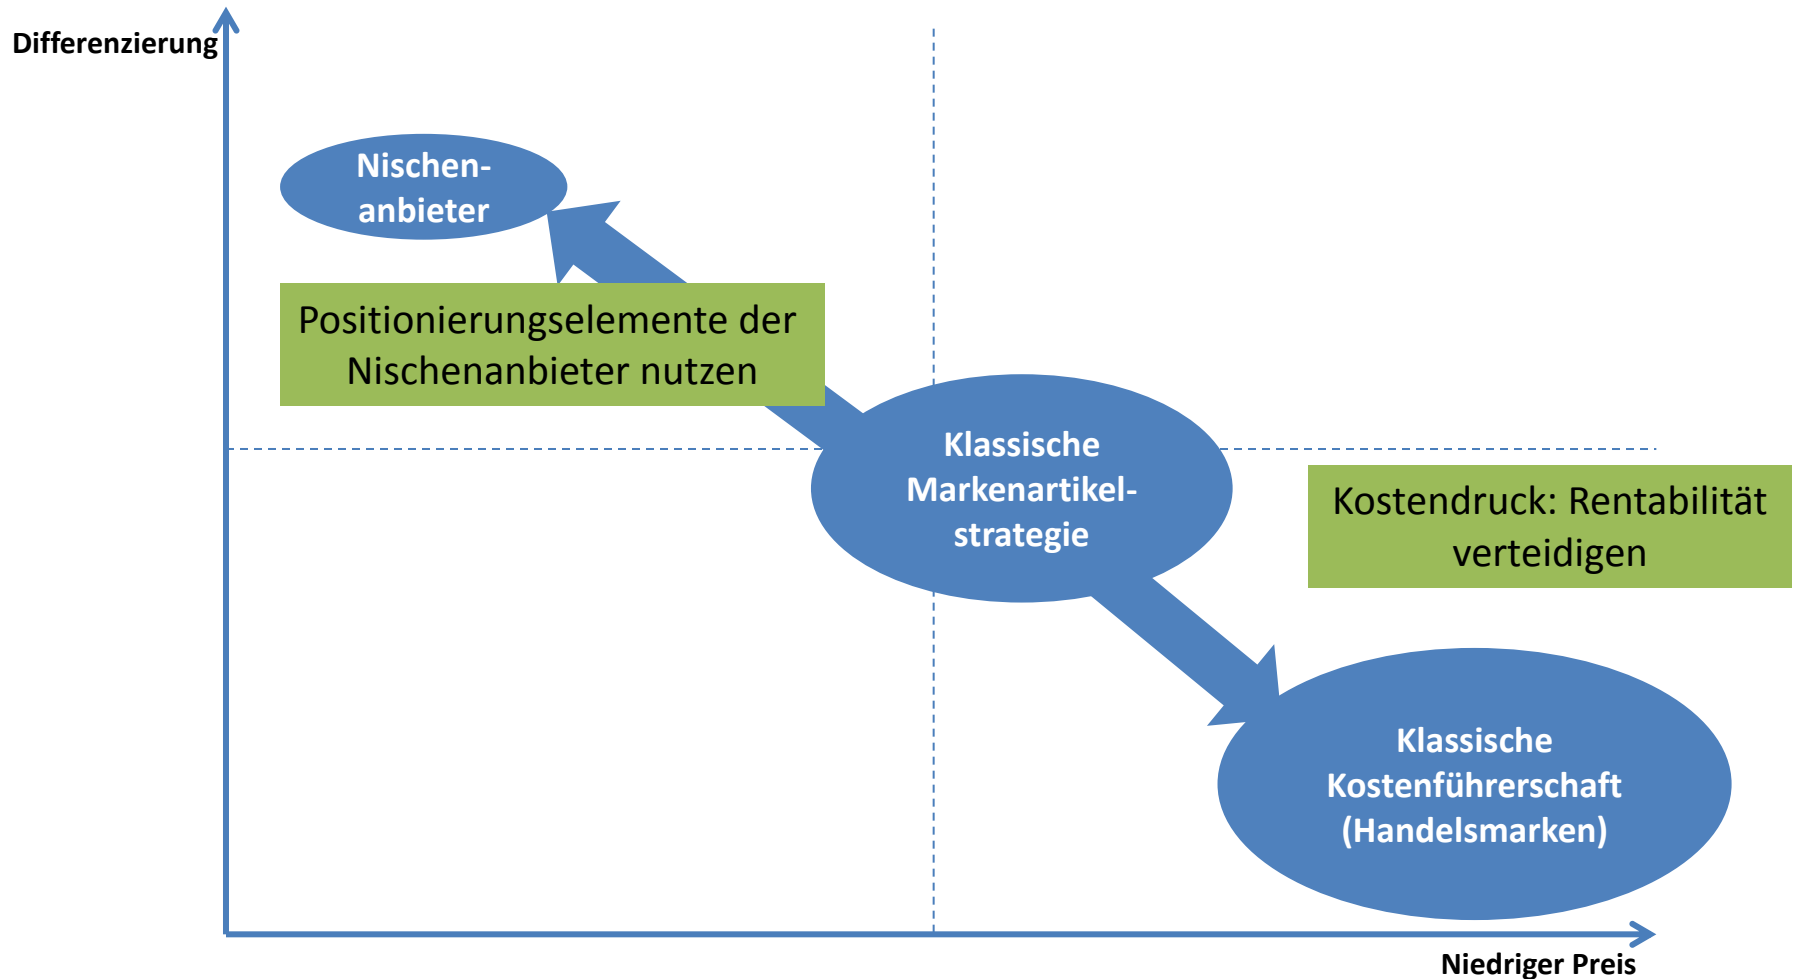 Differenzierung
Nischen-
anbieter
Positionierungselemente der
Nischenanbieter nutzen
Klassische
Markenartikel-
strategie
Kostendruck: Rentabilität
verteidigen
Klassische
Kostenführerschaft
(Handelsmarken)
Niedriger Preis